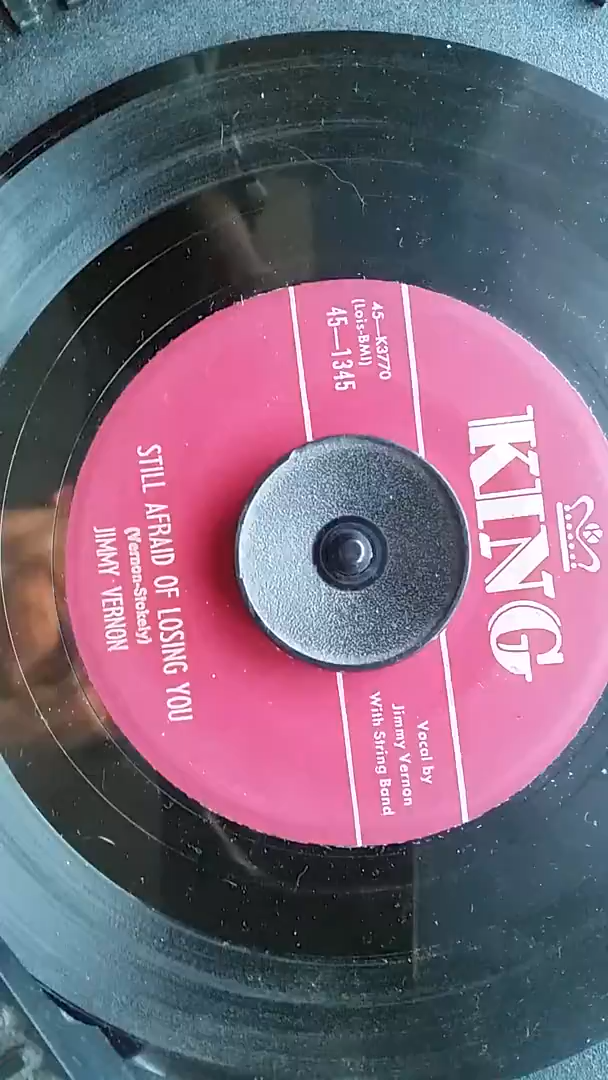 KING
45—K3770
(Lois-BMI)
45—1345
Vocal by
Jimmy Vernon
With String Band
STILL AFRAID OF LOSING YOU
(Vernon-Stokely)
JIMMY VERNON